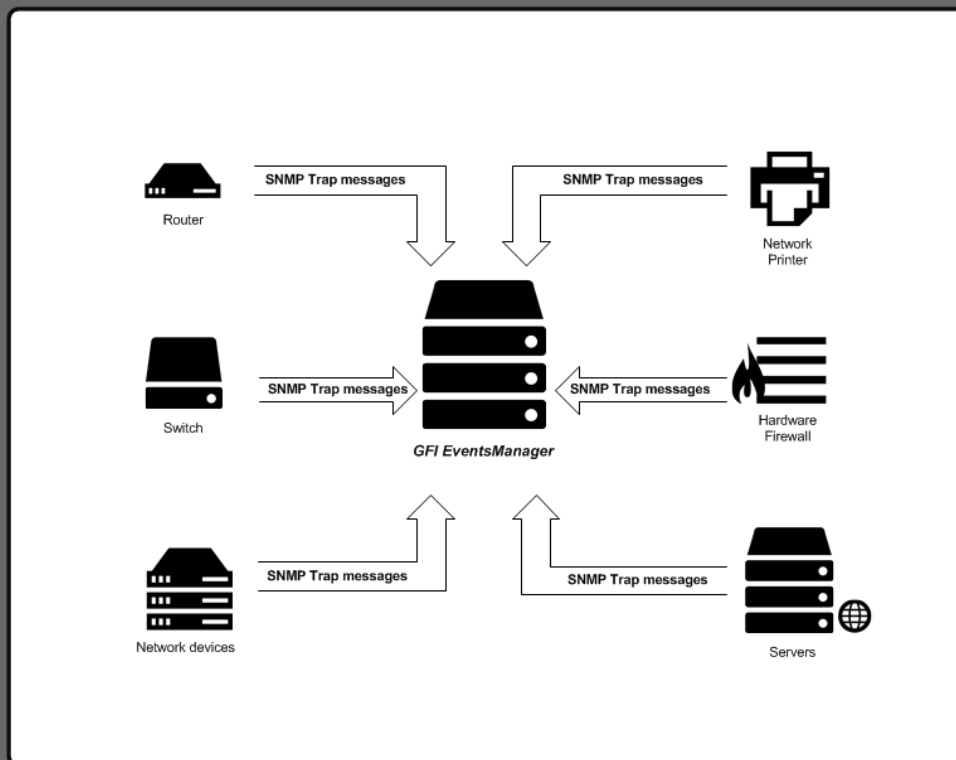 SNMP Trap messages
SNMP Trap messages
Router
Network
Printer
SNMP Trap messages
SNMP Trap messages
Switch
Hardware
Firewall
GFI EventsManager
SNMP Trap messages
SNMP Trap messages
Network devices
Servers